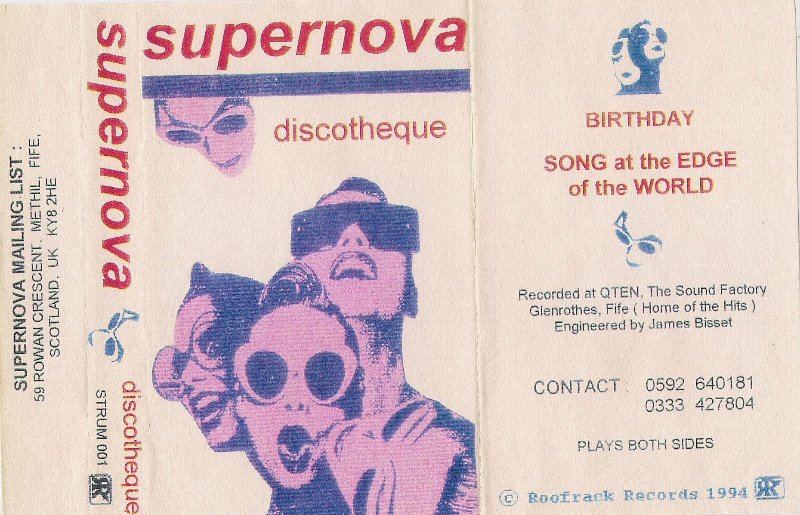 SUPERNOVA MAILING LIST :
59 ROWAN CRESCENT, METHIL, FIFE,
SCOTLAND, UK KY8 2HE
supernova
discotheque
STRUM 001
supernova
discotheque
BIRTHDAY
SONG at the EDGE
of the WORLD
Recorded at QTEN, The Sound Factory
Glenrothes, Fife ( Home of the Hits )
Engineered by James Bisset
CONTACT : 0592 640181
0333 427804
PLAYS BOTH SIDES
© Roofrack Records 1994